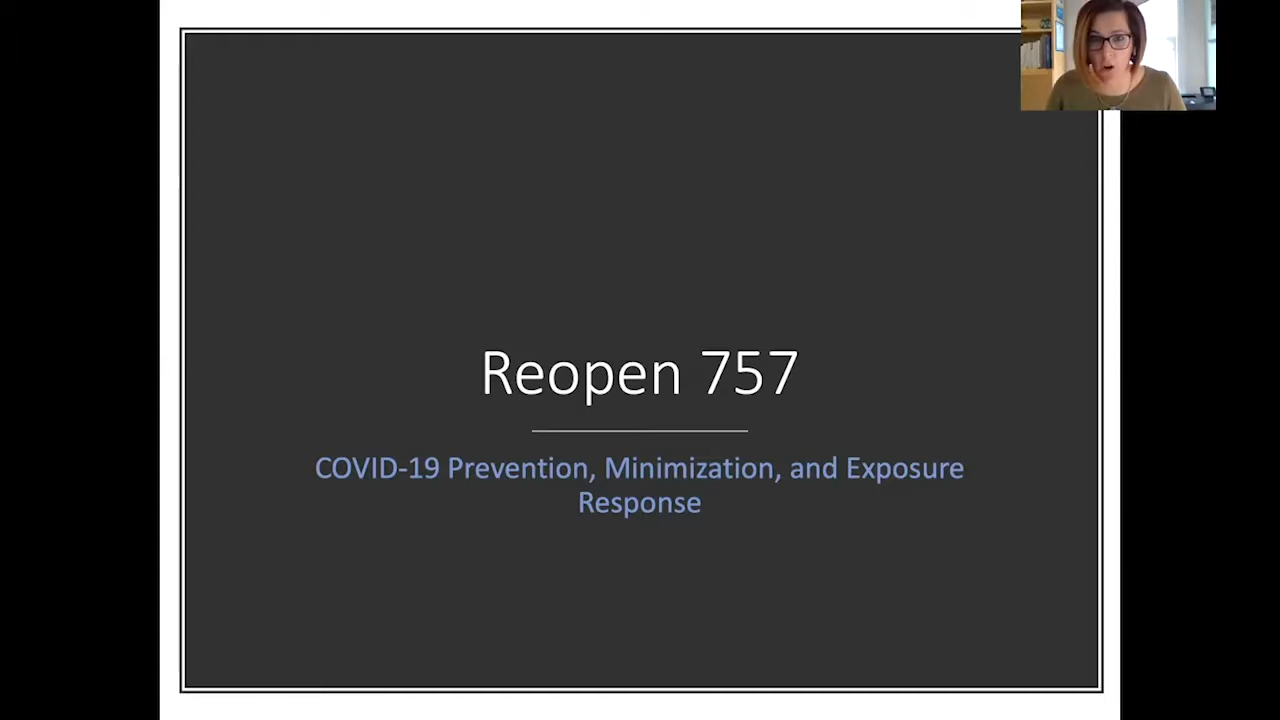 Reopen 757
COVID-19 Prevention, Minimization, and Exposure
Response